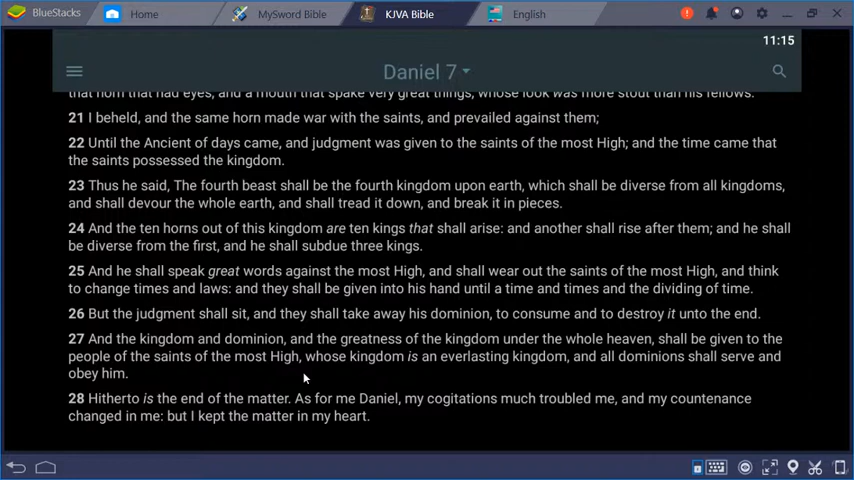 BlueStacks
Home
MySword Bible
KJVA Bible
English
11:15
Daniel 7
that horn that had eyes, and a mouth that spake very great things, whose look was more stout than his fellows.
21 I beheld, and the same horn made war with the saints, and prevailed against them;
22 Until the Ancient of days came, and judgment was given to the saints of the most High; and the time came that
the saints possessed the kingdom.
23 Thus he said, The fourth beast shall be the fourth kingdom upon earth, which shall be diverse from all kingdoms,
and shall devour the whole earth, and shall tread it down, and break it in pieces.
24 And the ten horns out of this kingdom are ten kings that shall arise: and another shall rise after them; and he shall
be diverse from the first, and he shall subdue three kings.
25 And he shall speak great words against the most High, and shall wear out the saints of the most High, and think
to change times and laws: and they shall be given into his hand until a time and times and the dividing of time.
26 But the judgment shall sit, and they shall take away his dominion, to consume and to destroy it unto the end.
27 And the kingdom and dominion, and the greatness of the kingdom under the whole heaven, shall be given to the
people of the saints of the most High, whose kingdom is an everlasting kingdom, and all dominions shall serve and
obey him.
28 Hitherto is the end of the matter. As for me Daniel, my cogitations much troubled me, and my countenance
changed in me: but I kept the matter in my heart.